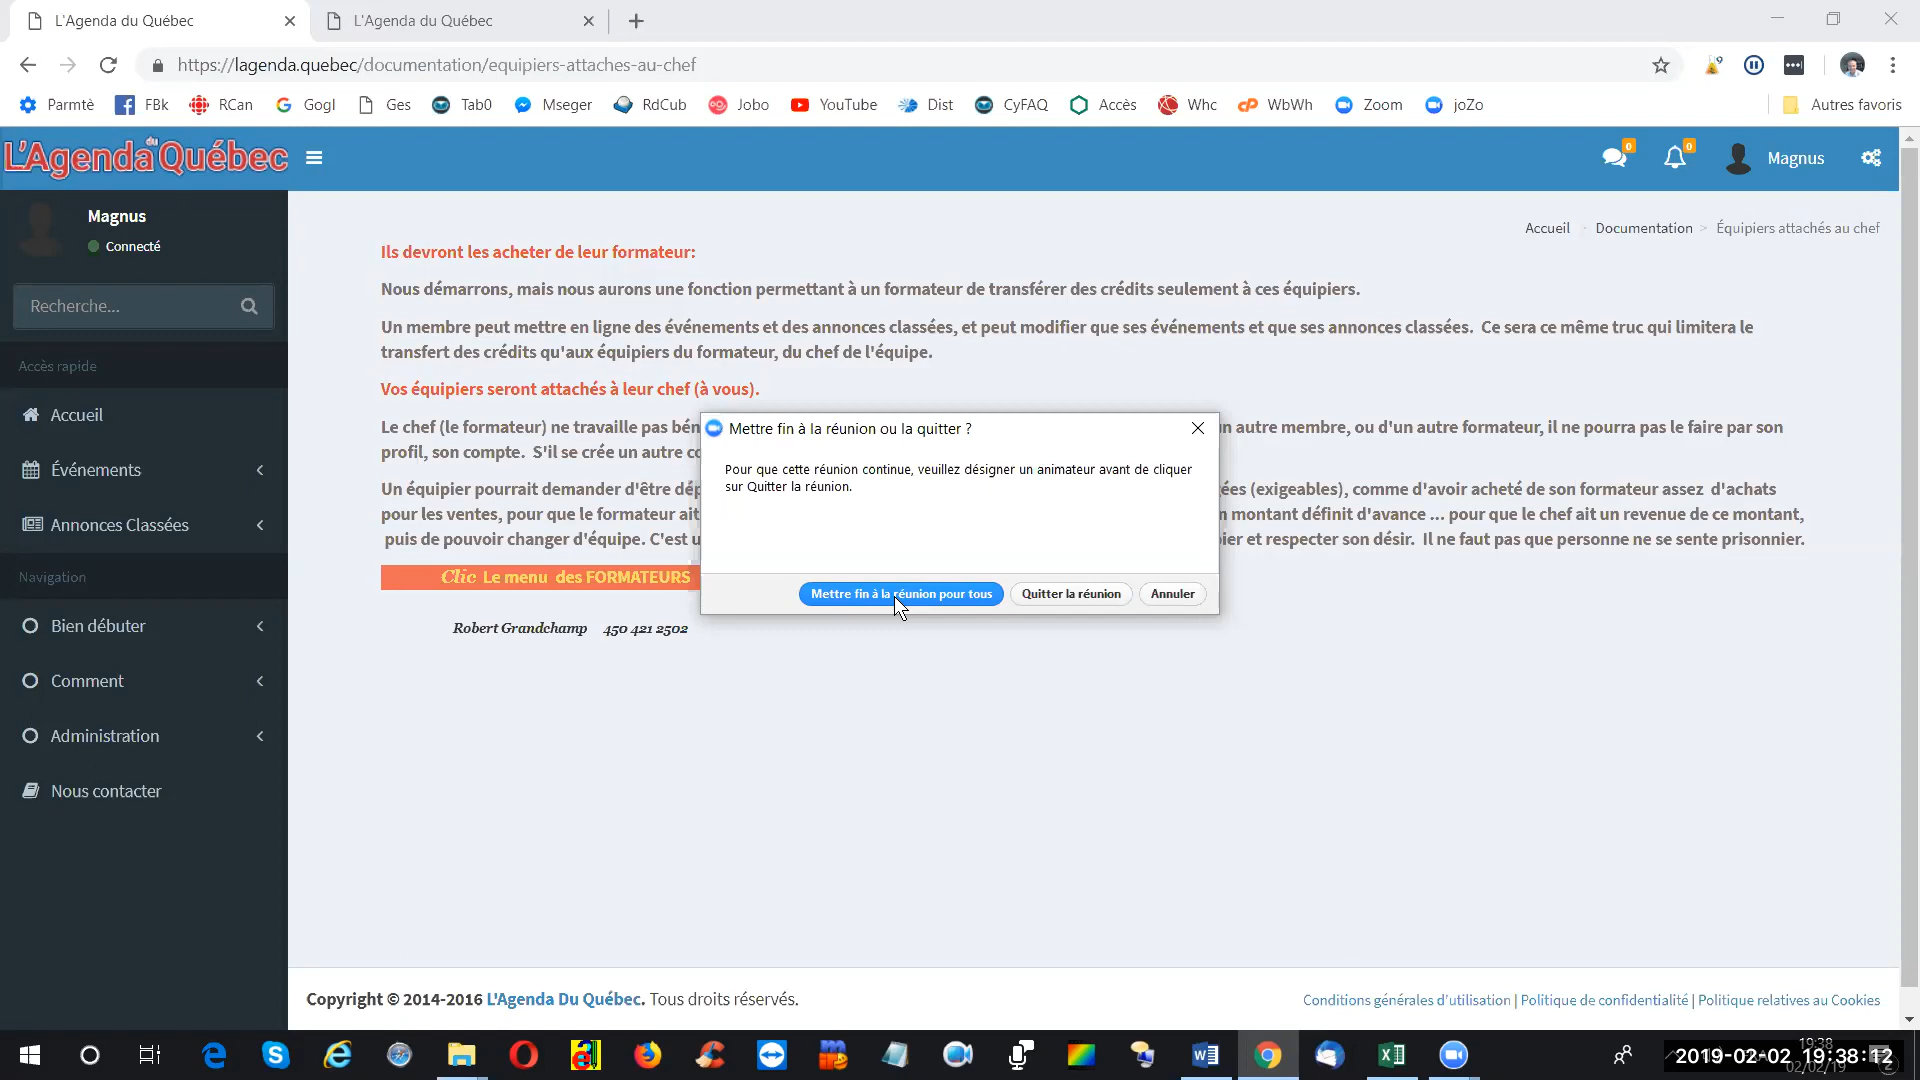 L'Agenda du Québec
L'Agenda du Québec
https://lagenda.quebec/documentation/equipiers-attaches-au-chef
Parmtè FBk RCan Gogl Ges Tab0 Mseger RdCub Jobo YouTube Dist CyFAQ Accès Whc WbWh Zoom joZo Autres favoris
L'Agenda du Québec
0 0 Magnus
Magnus
Connecté
Recherche...
Accès rapide
Accueil
Événements
Annonces Classées
Navigation
Bien débuter
Comment
Administration
Nous contacter
Accueil Documentation > Équipiers attachés au chef
Ils devront les acheter de leur formateur:
Nous démarrons, mais nous aurons une fonction permettant à un formateur de transférer des crédits seulement à ces équipiers.
Un membre peut mettre en ligne des événements et des annonces classées, et peut modifier que ses événements et que ses annonces classées. Ce sera ce même truc qui limitera le
transfert des crédits qu'aux équipiers du formateur, du chef de l'équipe.
Vos équipiers seront attachés à leur chef (à vous).
Le chef (le formateur) ne travaille pas bén
n autre membre, ou d'un autre formateur, il ne pourra pas le faire par son
profil, son compte. S'il se crée un autre co
Un équipier pourrait demander d'être dép
ées (exigeables), comme d'avoir acheté de son formateur assez d'achats
pour les ventes, pour que le formateur ait
n montant définit d'avance ... pour que le chef ait un revenue de ce montant,
puis de pouvoir changer d'équipe. C'est u
ier et respecter son désir. Il ne faut pas que personne ne se sente prisonnier.
Clic Le menu des FORMATEURS
Robert Grandchamp 450 421 2502
Mettre fin à la réunion ou la quitter ?
Pour que cette réunion continue, veuillez désigner un animateur avant de cliquer
sur Quitter la réunion.
Mettre fin à la réunion pour tous
Quitter la réunion
Annuler
Copyright © 2014-2016 L'Agenda Du Québec. Tous droits réservés.
Conditions générales d'utilisation | Politique de confidentialité | Politique relatives au Cookies
19:38
2019-02-02 19:38:12
02/02/19
2